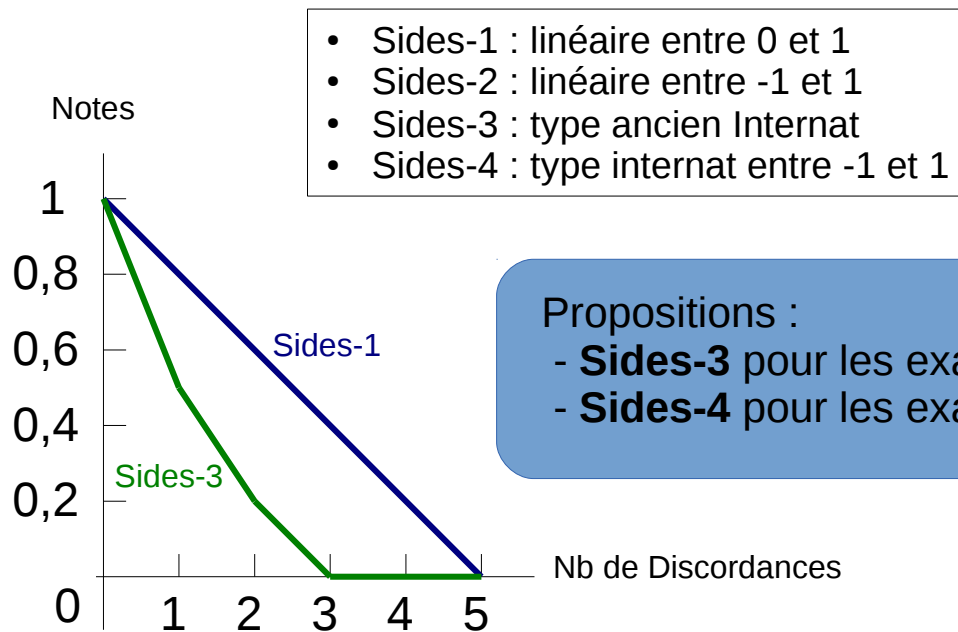 • Sides-1 : linéaire entre 0 et 1
• Sides-2 : linéaire entre -1 et 1
• Sides-3 : type ancien Internat
• Sides-4 : type internat entre -1 et 1
Notes
1
0,8
0,6
0,4
0,2
0
Sides-1
Sides-3
1 2 3 4 5
Nb de Discordances
Propositions :
- Sides-3 pour les
- Sides-4 pour les